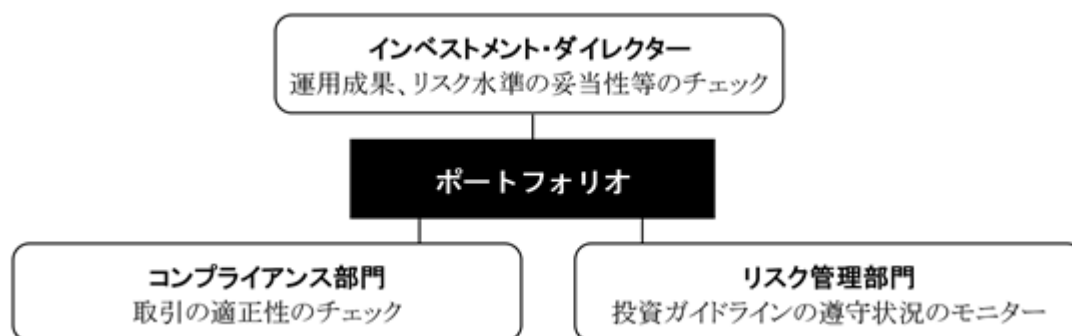 インベストメント・ダイレクター
運用成果、リスク水準の妥当性等のチェック
ポートフォリオ
コンプライアンス部門
取引の適正性のチェック
リスク管理部門
投資ガイドラインの遵守状況のモニター